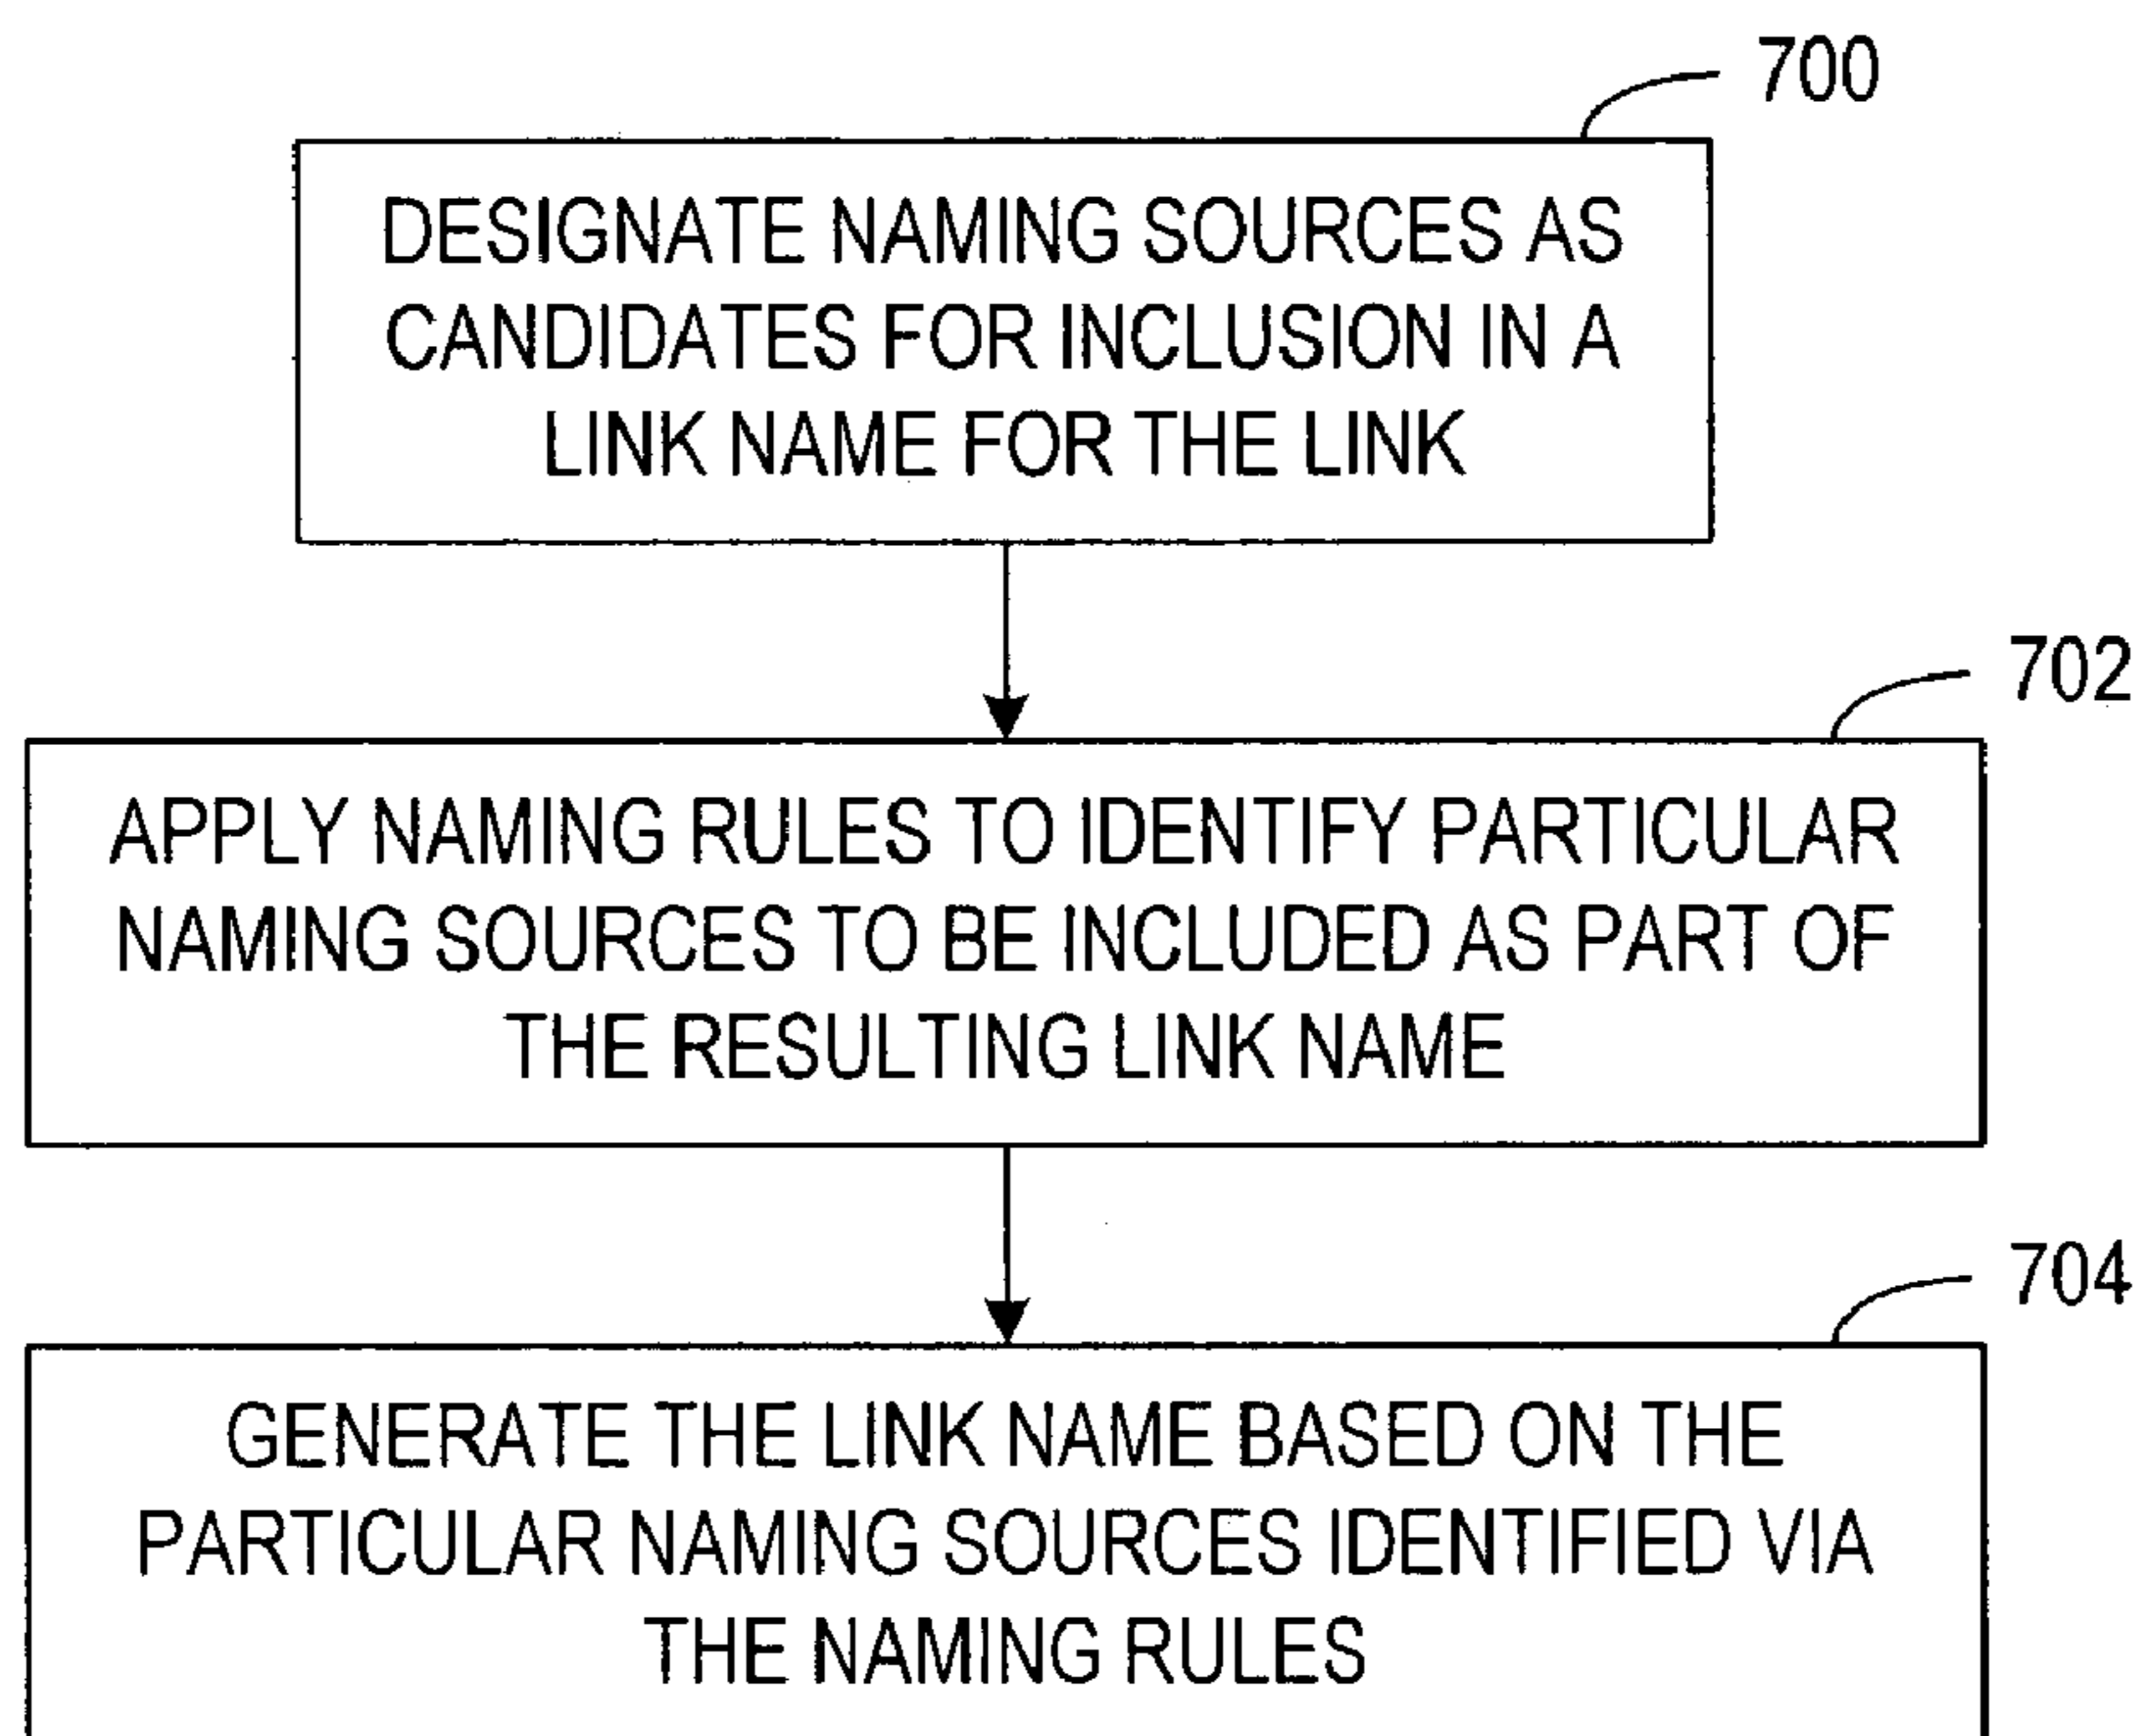 700
DESIGNATE NAMING SOURCES AS
CANDIDATES FOR INCLUSION IN A
LINK NAME FOR THE LINK
702
APPLY NAMING RULES TO IDENTIFY PARTICULAR
NAMING SOURCES TO BE INCLUDED AS PART OF
THE RESULTING LINK NAME
704
GENERATE THE LINK NAME BASED ON THE
PARTICULAR NAMING SOURCES IDENTIFIED VIA
THE NAMING RULES